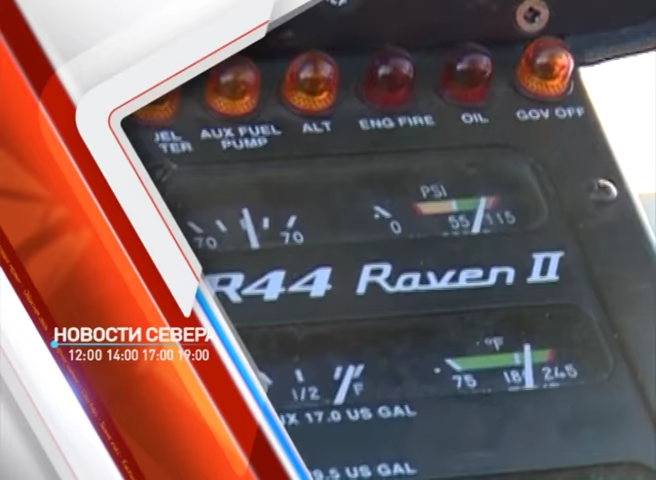 ENG FIRE
OIL
GOV OFF
ALT
AUX FUEL
PUMP
PSI
70
70
0
55
115
R44 Raven II
НОВОСТИ СЕВЕРА
12:00 14:00 17:00 19:00
°F
1/2
F
75
245
17.0 US GAL
9.5 US GAL